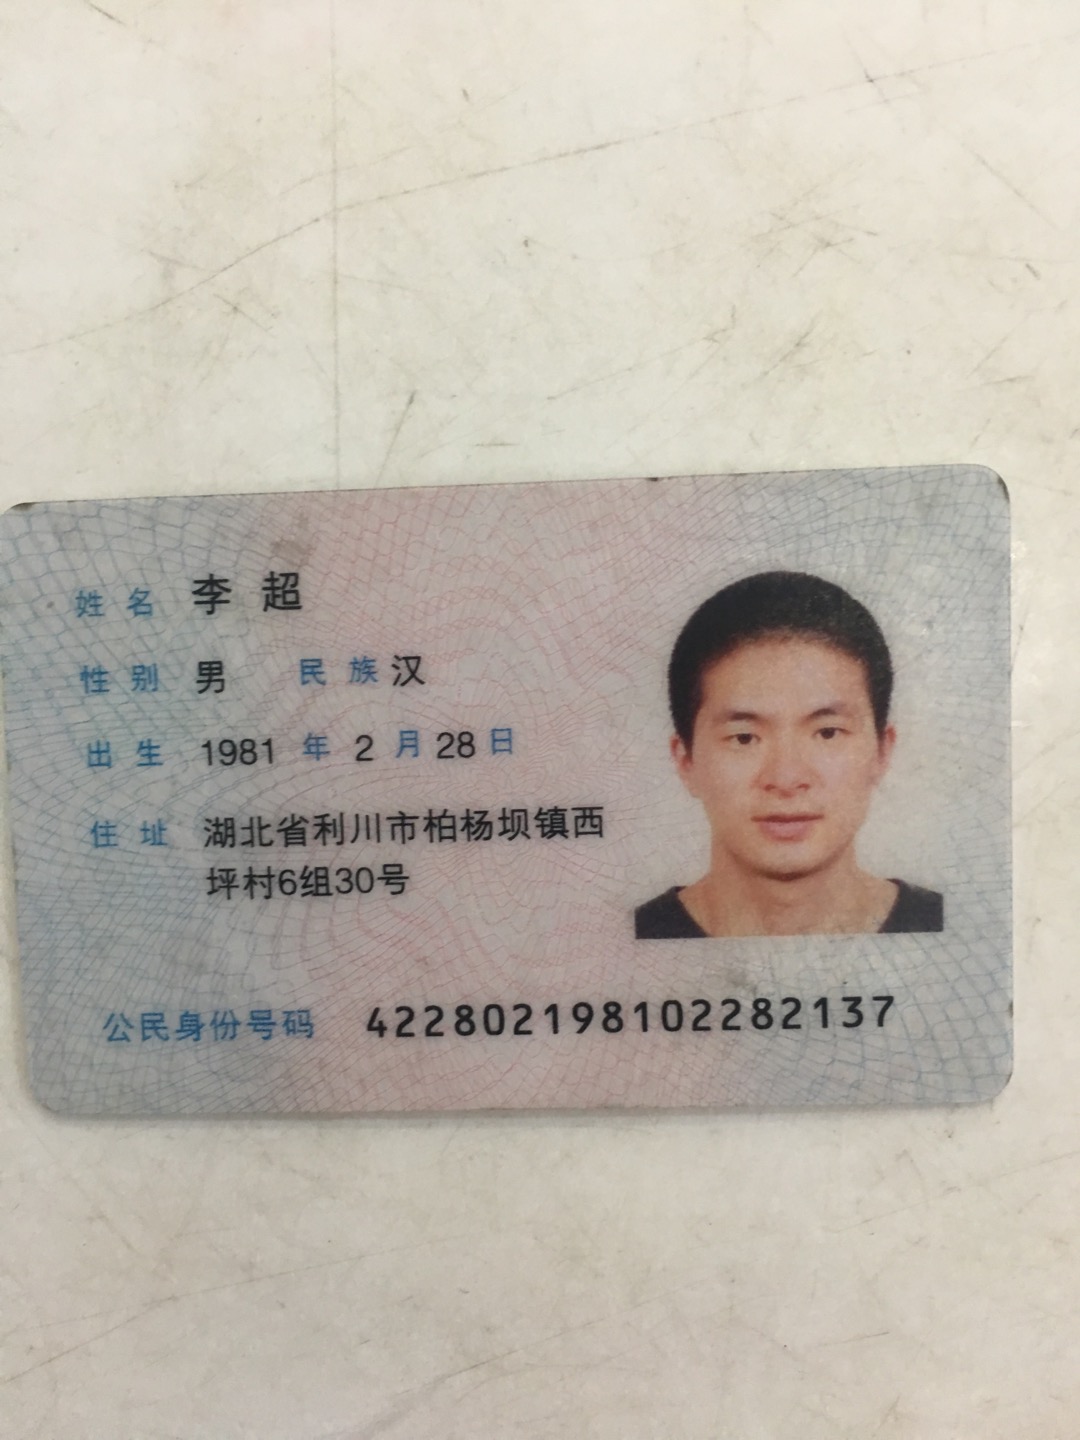 姓名 李超
性别 男 民族 汉
出生 1981 年 2 月 28 日
住址 湖北省利川市柏杨坝镇西
坪村6组30号
公民身份号码 422802198102282137